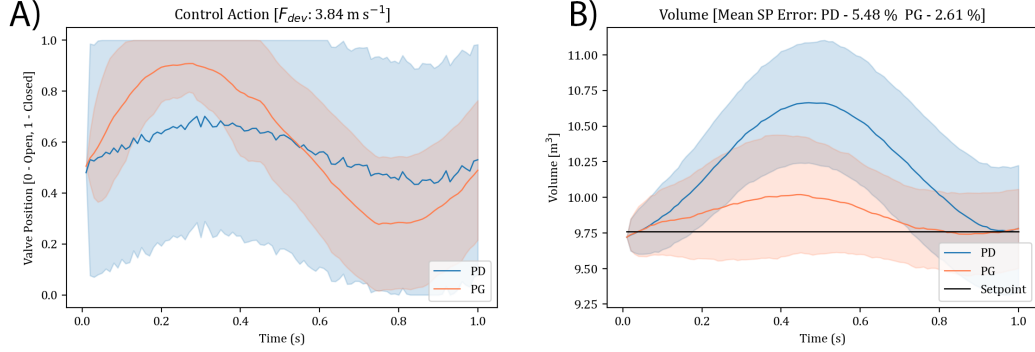 A)
Control Action [F_dev: 3.84 m s⁻¹]
Valve Position [0 - Open, 1 - Closed]
1.0
0.8
0.6
0.4
0.2
0.0
0.0 0.2 0.4 0.6 0.8 1.0
Time (s)
PD
PG
B)
Volume [Mean SP Error: PD - 5.48 % PG - 2.61 %]
Volume [m³]
11.00
10.75
10.50
10.25
10.00
9.75
9.50
9.25
0.0 0.2 0.4 0.6 0.8 1.0
Time (s)
PD
PG
Setpoint